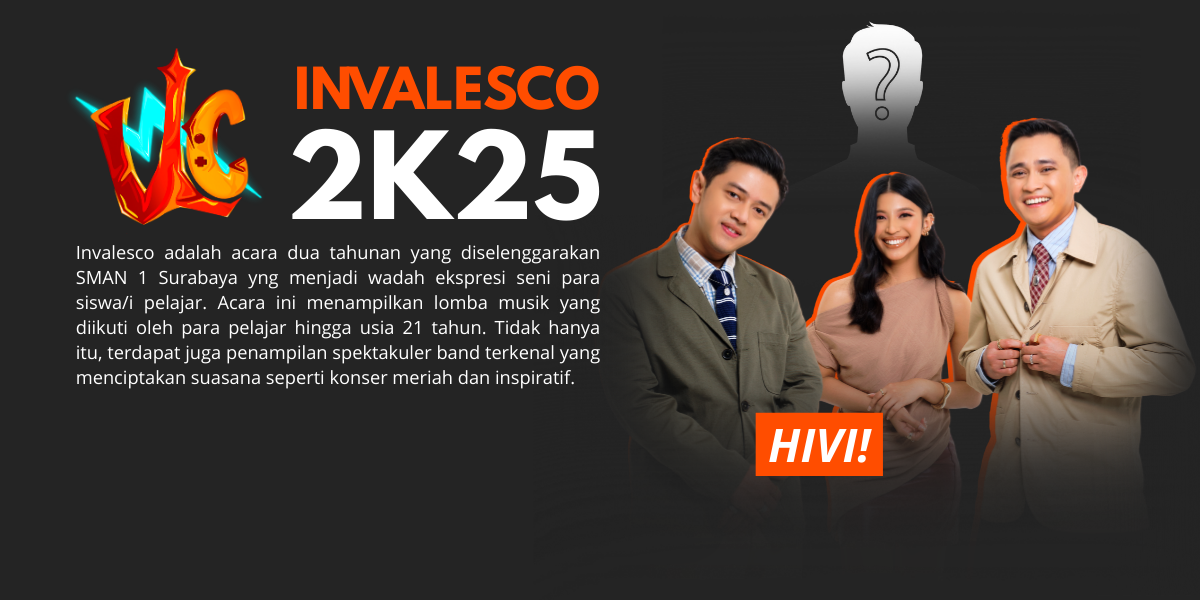 VC
INVALESCO
2K25
Invalesco adalah acara dua tahunan yang diselenggarakan
SMAN 1 Surabaya yng menjadi wadah ekspresi seni para
siswa/i pelajar. Acara ini menampilkan lomba musik yang
diikuti oleh para pelajar hingga usia 21 tahun. Tidak hanya
itu, terdapat juga penampilan spektakuler band terkenal yang
menciptakan suasana seperti konser meriah dan inspiratif.
?
HIVI!